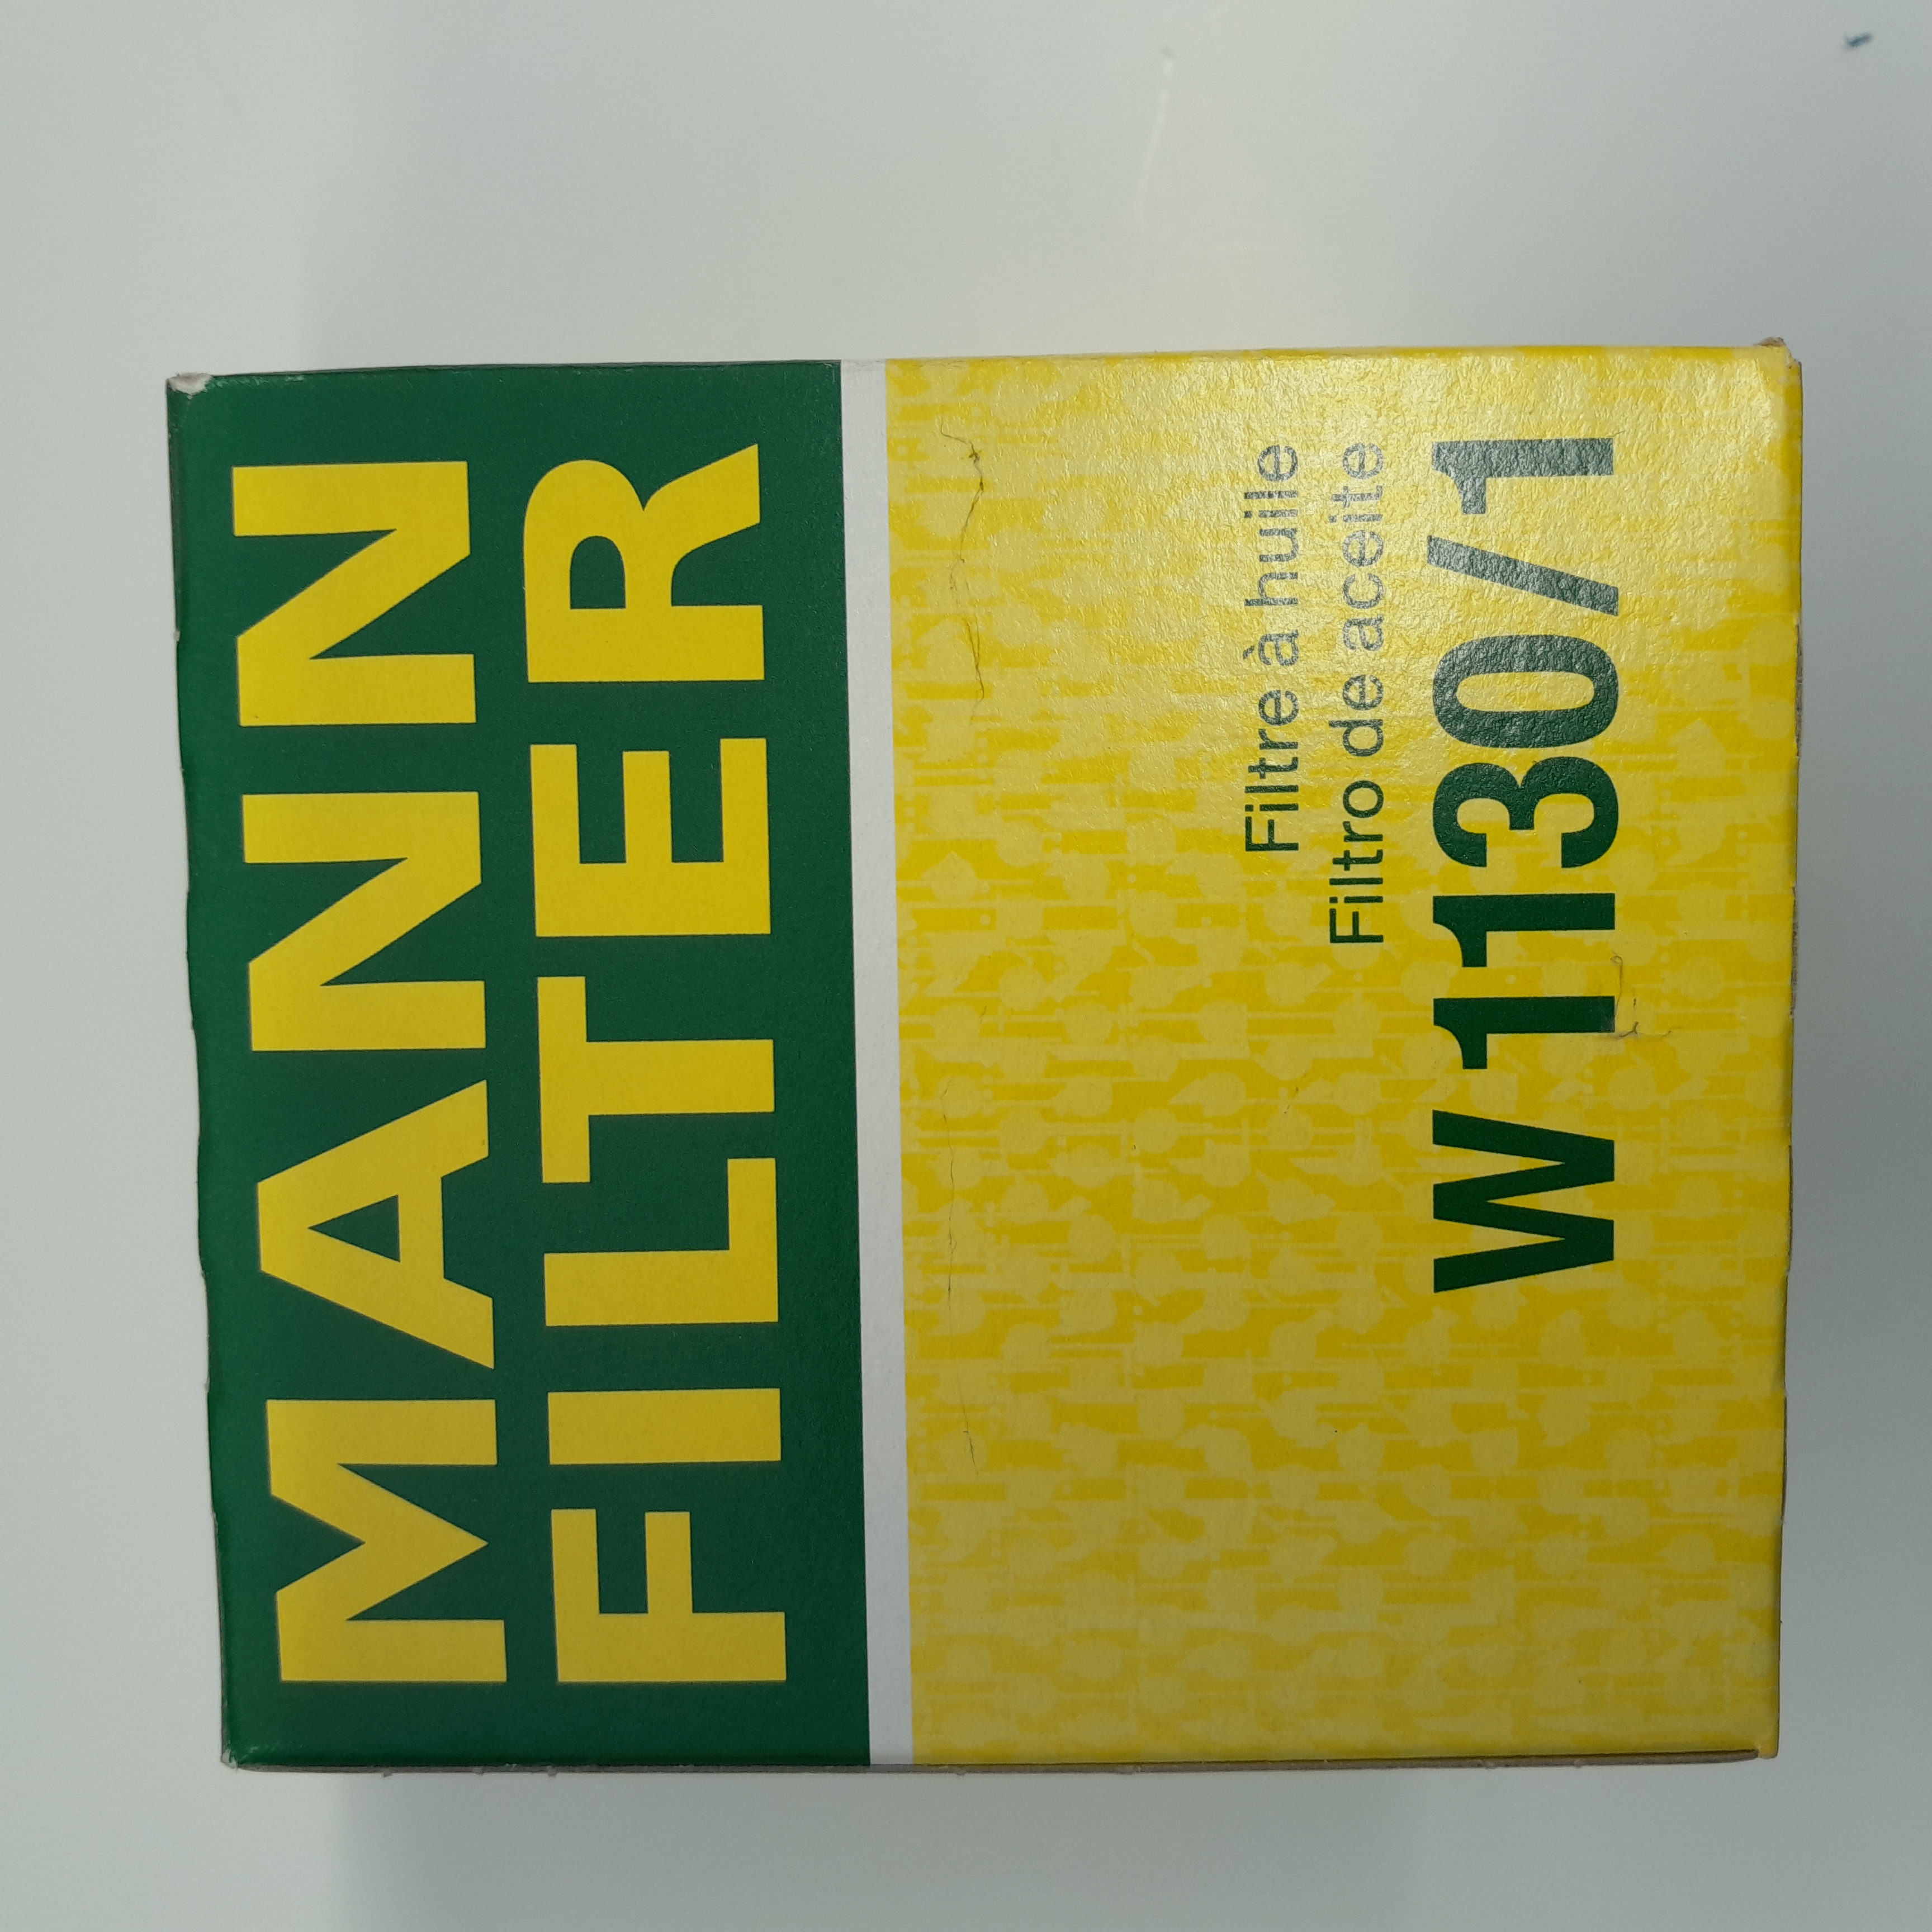 MANN
FILTER
Filtre à huile
Filtro de aceite
W 1130/1